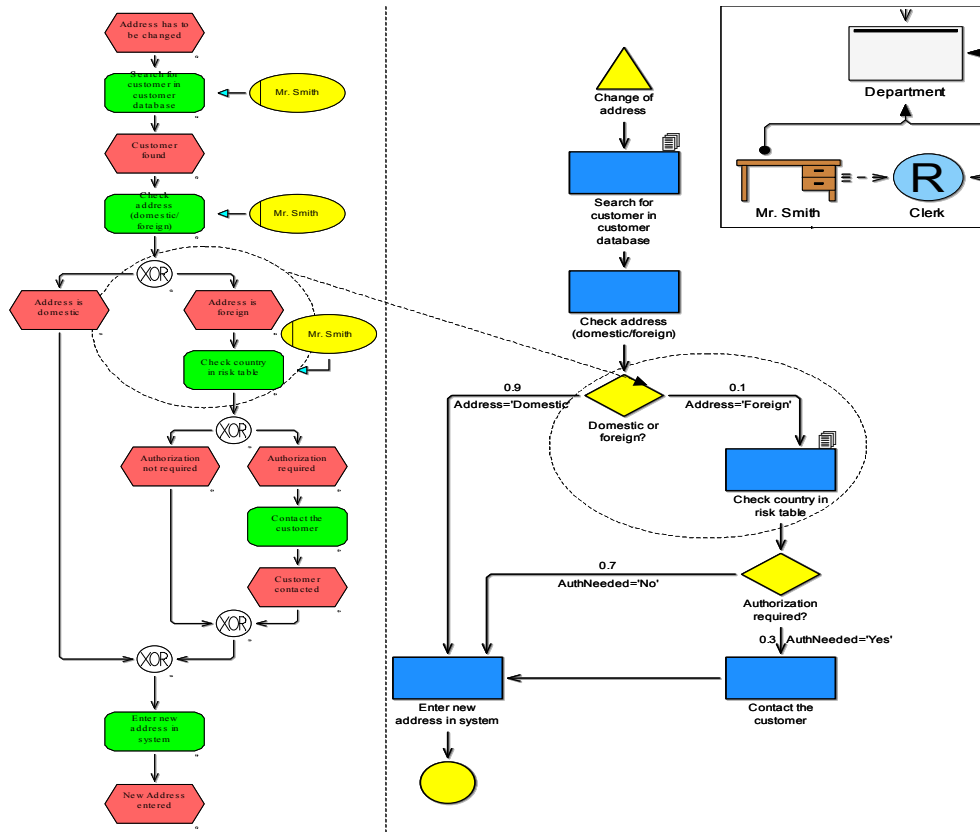 Address has to
be changed
Search for
customer in
customer
database
Mr. Smith
Customer
found
Check
address
(domestic/
foreign)
Mr. Smith
XOR
Address is
domestic
Address is
foreign
Mr. Smith
Check country
in risk table
XOR
Authorization
not required
Authorization
required
Contact the
customer
Customer
contacted
XOR
XOR
Enter new
address in
system
New Address
entered
Change of
address
Search for
customer in
customer
database
Check address
(domestic/foreign)
0.9
Address='Domestic
0.1
Address='Foreign'
Domestic or
foreign?
Check country in
risk table
0.7
AuthNeeded='No'
Authorization
required?
0.3
AuthNeeded='Yes'
Enter new
address in system
Contact the
customer
Department
Mr. Smith
R
Clerk